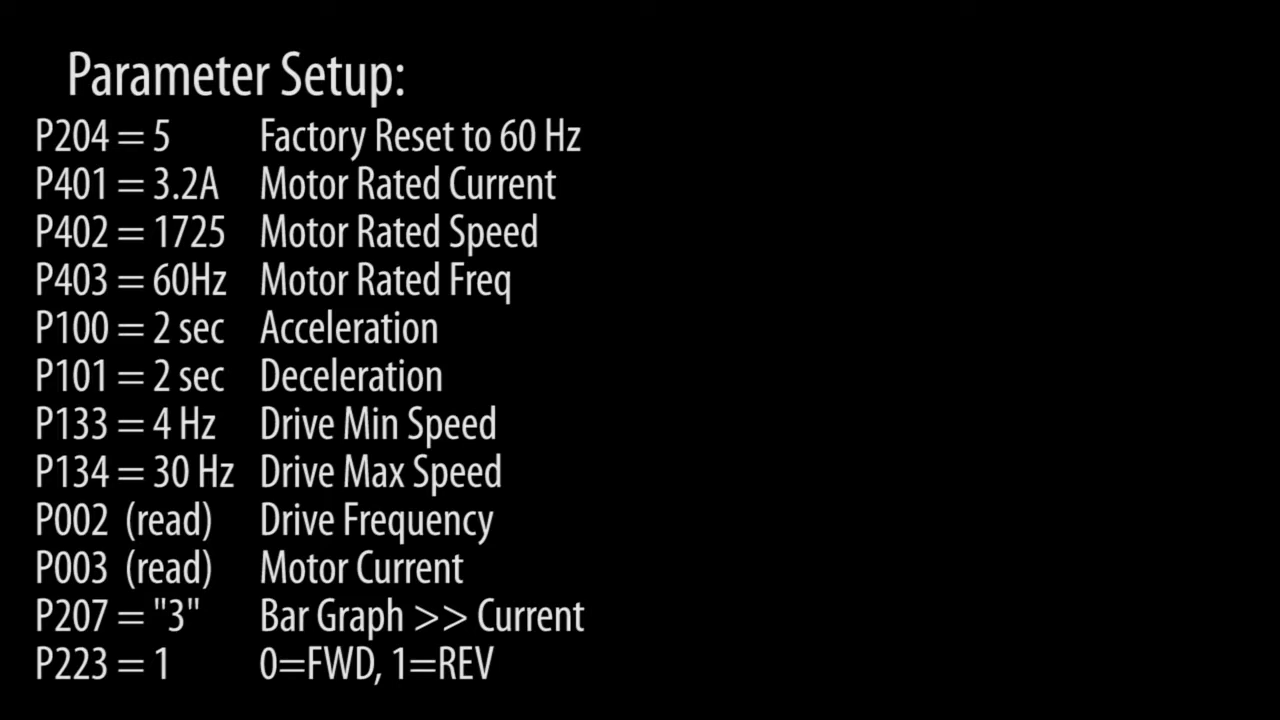 Parameter Setup:
P204 = 5 Factory Reset to 60 Hz
P401 = 3.2A Motor Rated Current
P402 = 1725 Motor Rated Speed
P403 = 60Hz Motor Rated Freq
P100 = 2 sec Acceleration
P101 = 2 sec Deceleration
P133 = 4 Hz Drive Min Speed
P134 = 30 Hz Drive Max Speed
P002 (read) Drive Frequency
P003 (read) Motor Current
P207 = "3" Bar Graph >> Current
P223 = 1 0=FWD, 1=REV